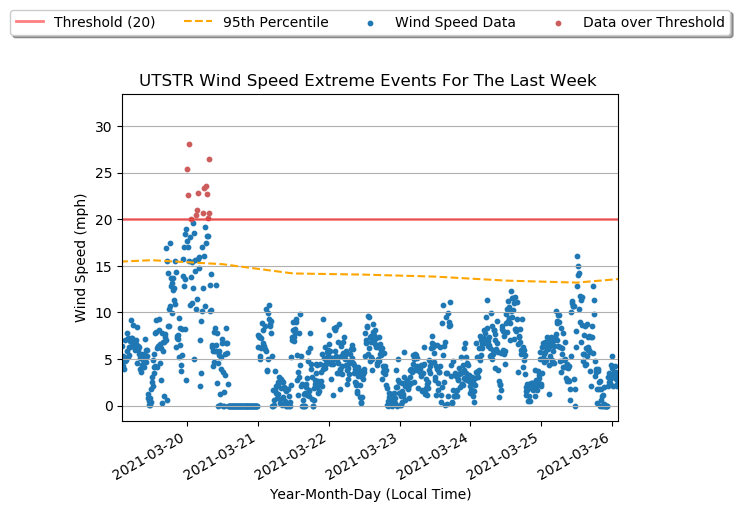 Threshold (20) 95th Percentile Wind Speed Data Data over Threshold
UTSTR Wind Speed Extreme Events For The Last Week
Wind Speed (mph)
30
25
20
15
10
5
0
2021-03-20 2021-03-21 2021-03-22 2021-03-23 2021-03-24 2021-03-25 2021-03-26
Year-Month-Day (Local Time)